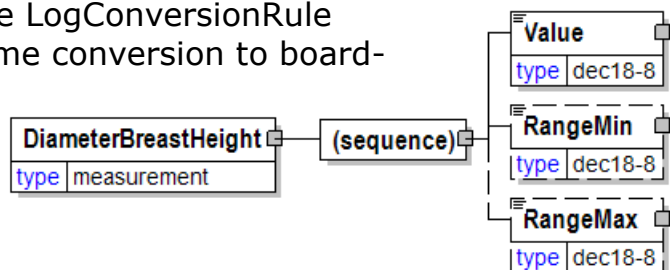 e LogConversionRule
me conversion to board-
Value
type dec18-8
DiameterBreastHeight
type measurement
(sequence)
RangeMin
type dec18-8
RangeMax
type dec18-8